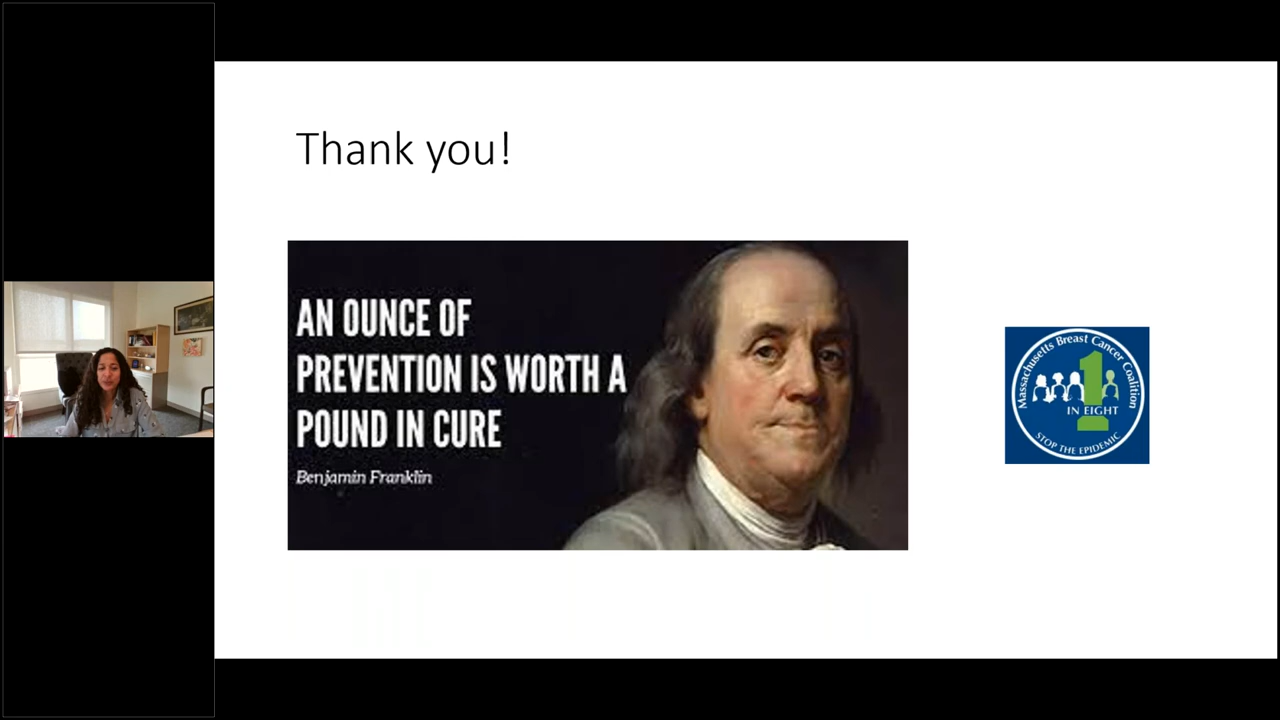 Thank you!
AN OUNCE OF
PREVENTION IS WORTH A
POUND IN CURE
Benjamin Franklin
Massachusetts Breast Cancer Coalition
1
IN EIGHT
STOP THE EPIDEMIC